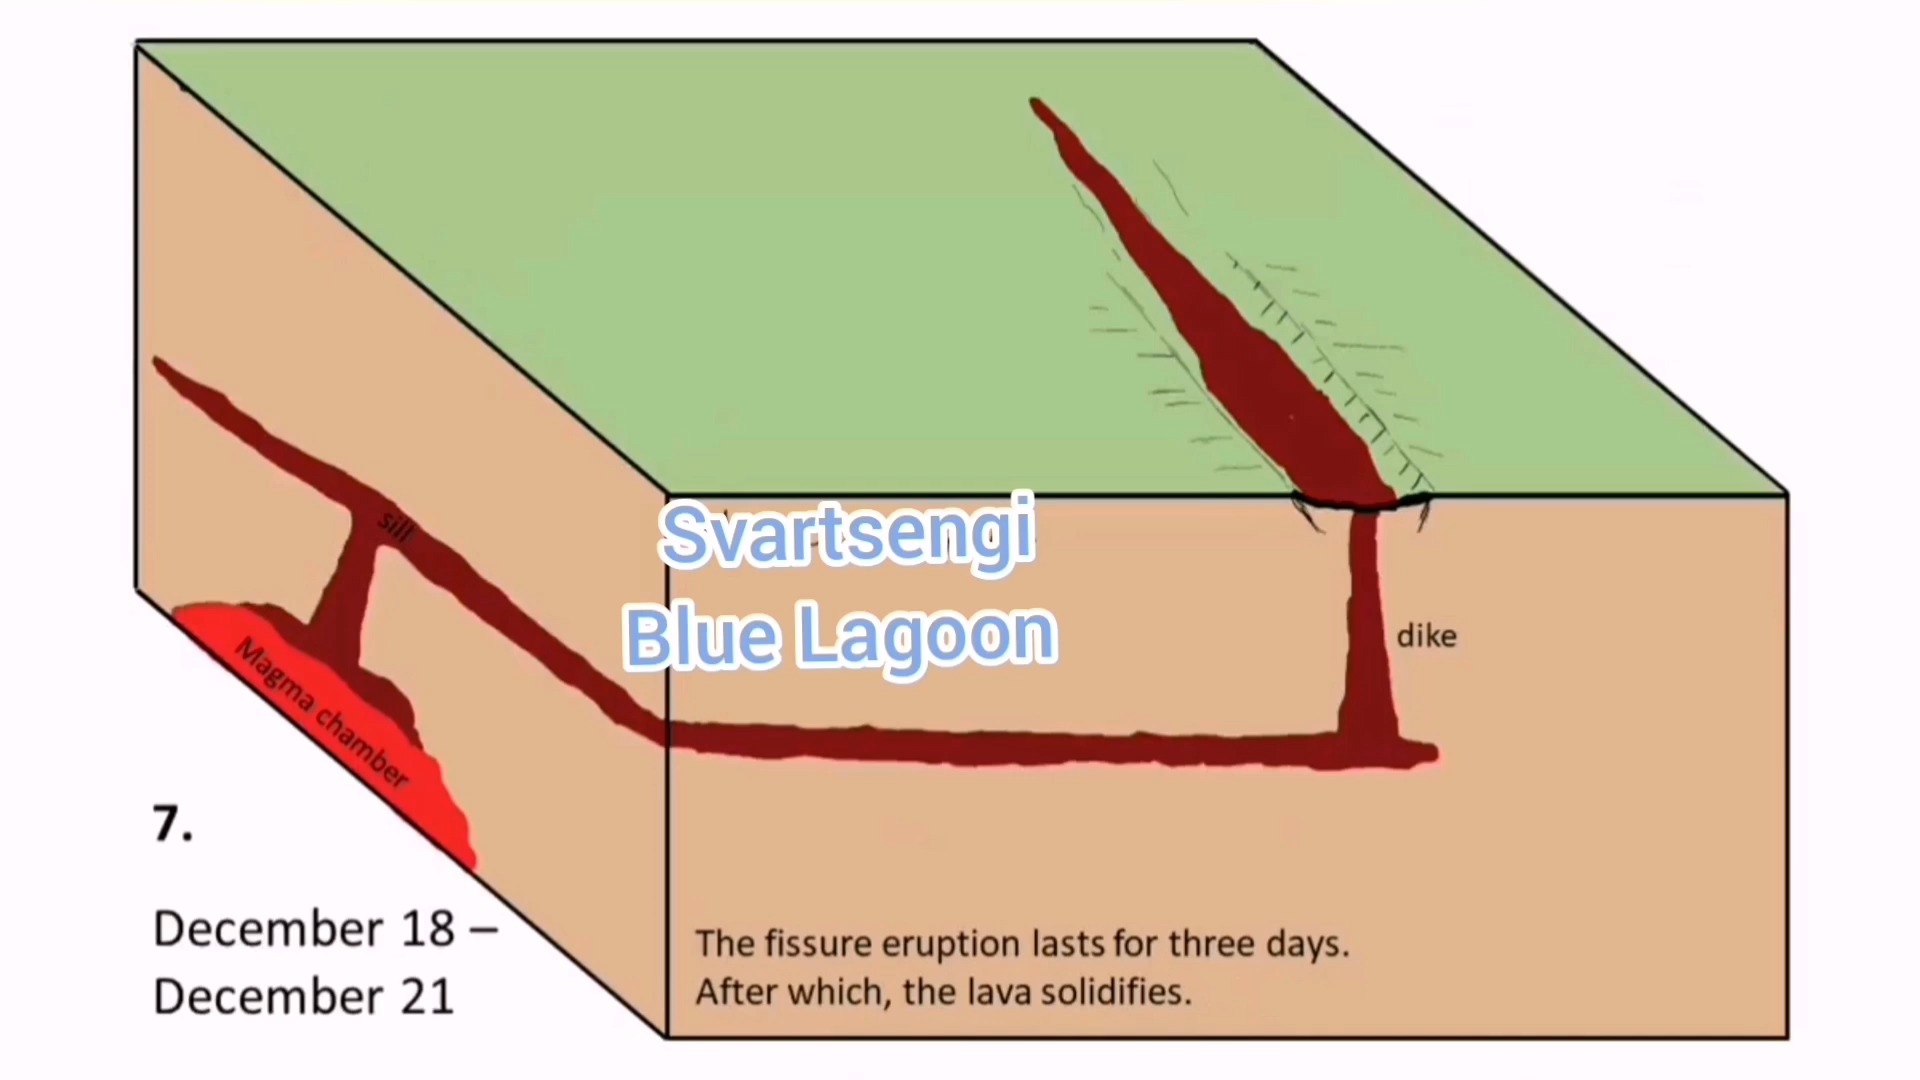 sill
Svartsengi
Blue Lagoon
dike
Magma chamber
7.
December 18 –
December 21
The fissure eruption lasts for three days.
After which, the lava solidifies.